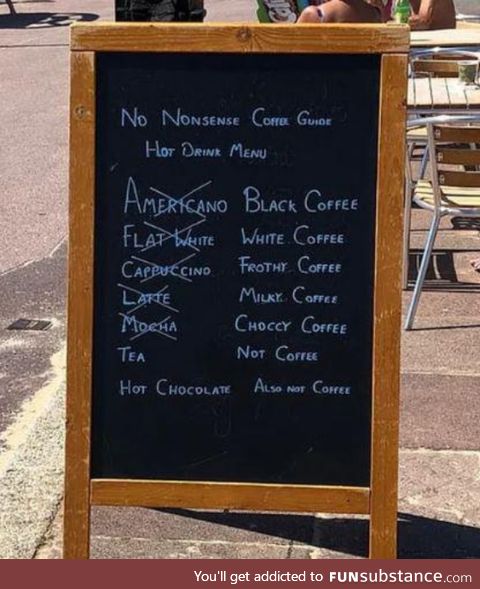 No Nonsense Coffee Guide
Hot Drink Menu
Americano Black Coffee
Flat White White Coffee
Cappuccino Frothy Coffee
Latte Milky Coffee
Mocha Choccy Coffee
Tea Not Coffee
Hot Chocolate Also not Coffee
You'll get addicted to FUNsubstance.com